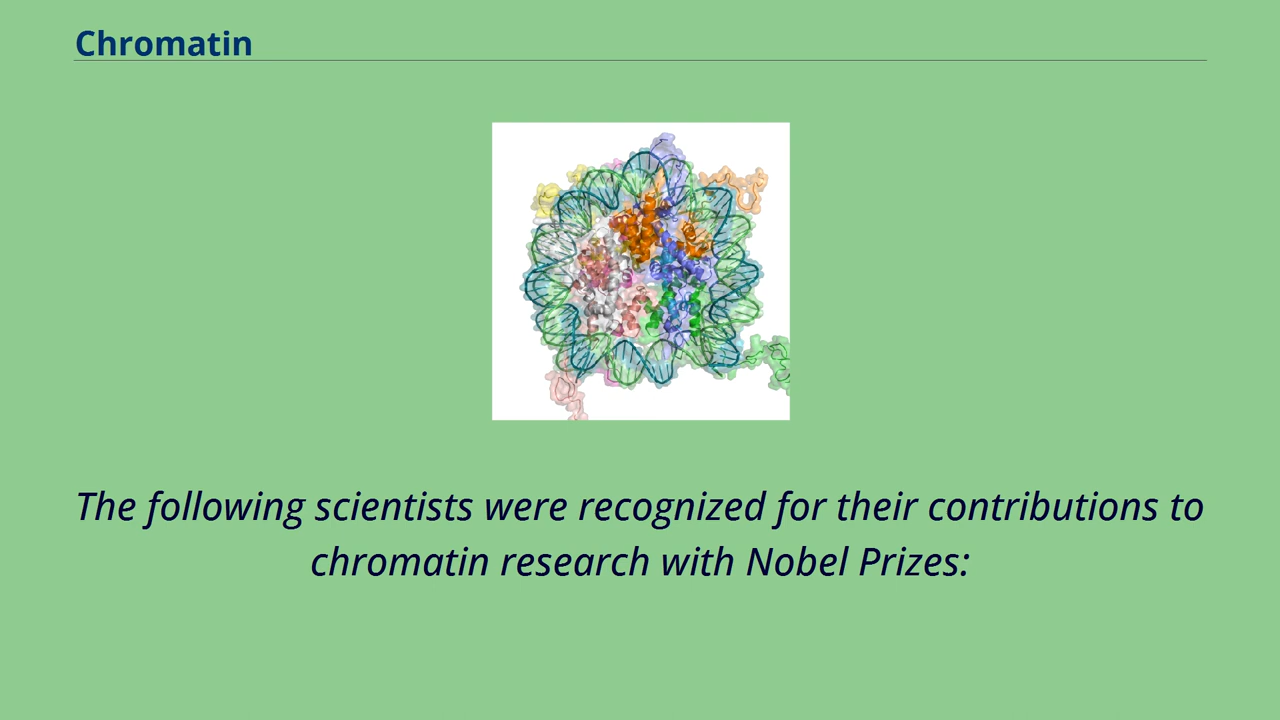 Chromatin
The following scientists were recognized for their contributions to
chromatin research with Nobel Prizes: